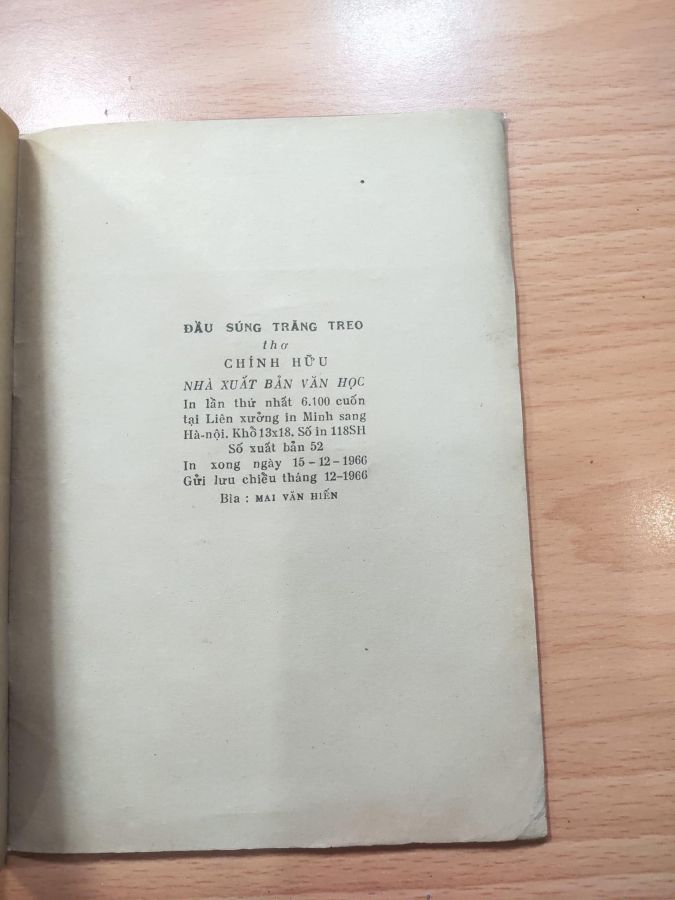 ĐẦU SÚNG TRĂNG TREO
thơ
CHÍNH HỮU
NHÀ XUẤT BẢN VĂN HỌC
In lần thứ nhất 6.100 cuốn
tại Liên xưởng in Minh sang
Hà-nội. Khổ 13x18. Số in 118SH
Số xuất bản 52
In xong ngày 15-12-1966
Gửi lưu chiều tháng 12-1966
Bìa : MAI VĂN HIẾN